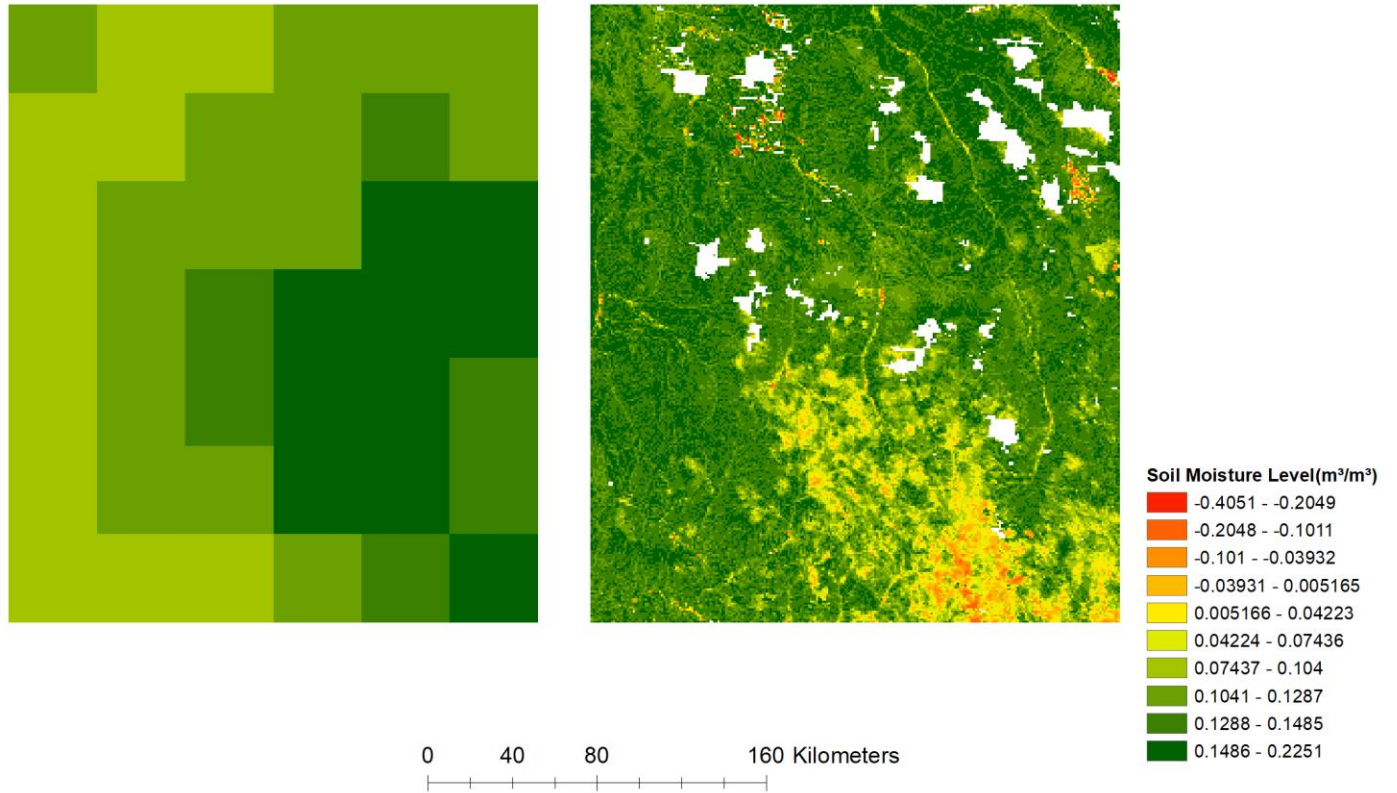 Soil Moisture Level(m³/m³)
-0.4051 - -0.2049
-0.2048 - -0.1011
-0.101 - -0.03932
-0.03931 - 0.005165
0.005166 - 0.04223
0.04224 - 0.07436
0.07437 - 0.104
0.1041 - 0.1287
0.1288 - 0.1485
0.1486 - 0.2251
0 40 80 160 Kilometers